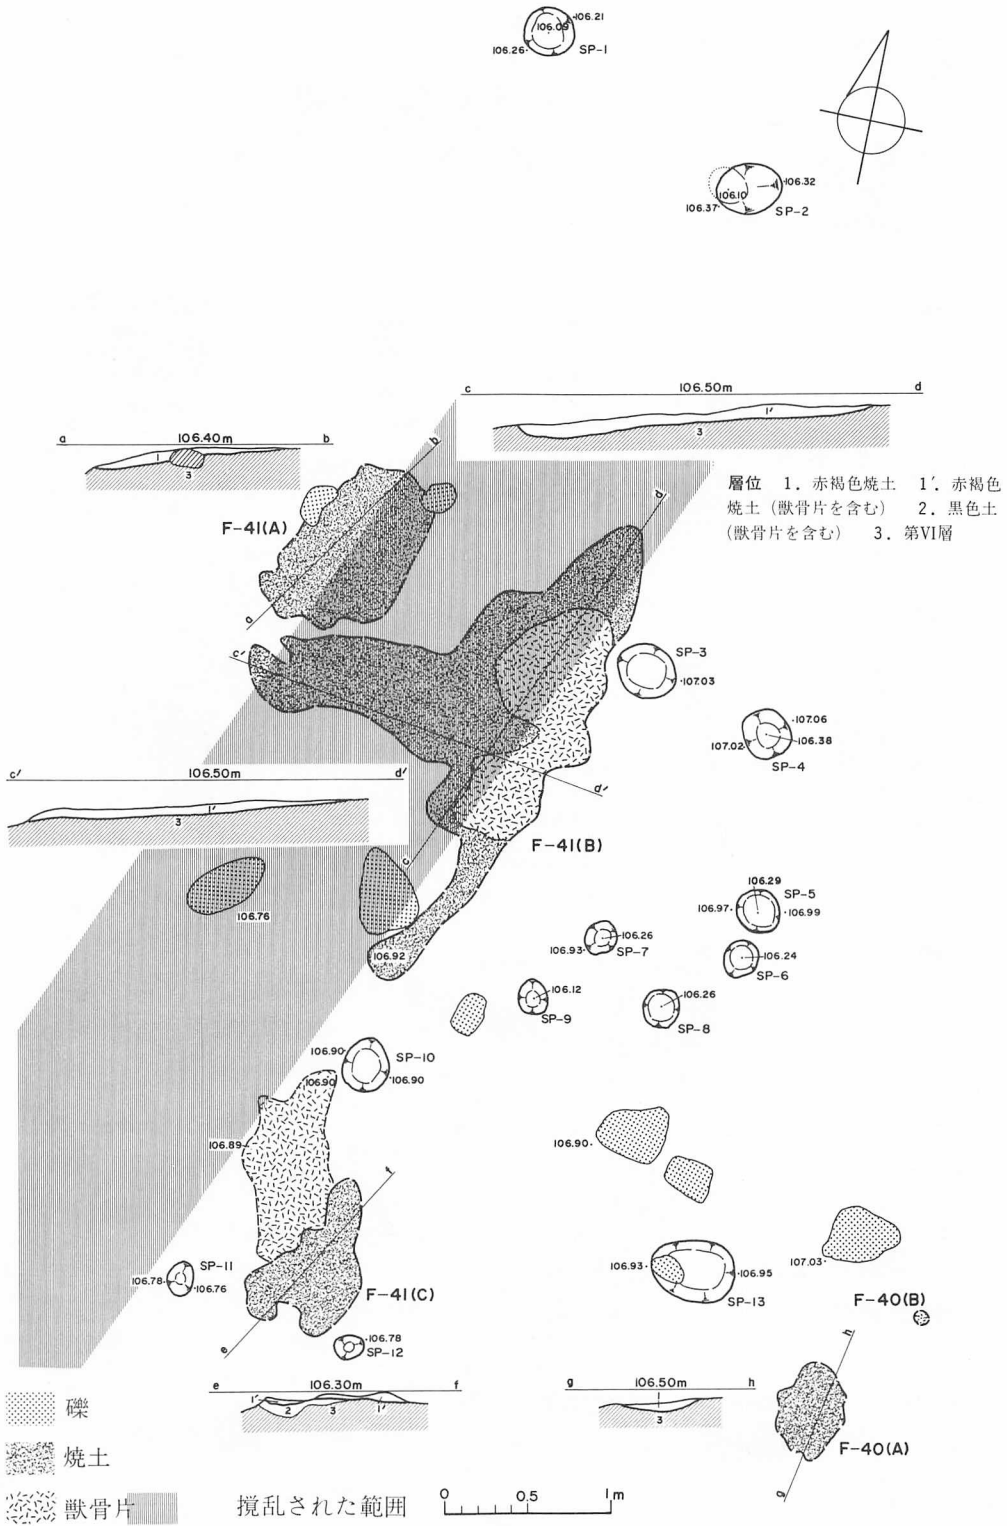 106.21
106.09
106.26
SP-1
106.32
106.10
106.37
SP-2
c 106.50m d
1'
3
a 106.40m b
1
3
層位 1. 赤褐色焼土 1'. 赤褐色
焼土 (獣骨片を含む) 2. 黒色土
(獣骨片を含む) 3. 第VI層
b
d
F-41(A)
a
c'
SP-3
107.03
107.06
107.02
106.38
SP-4
c' 106.50m d'
1'
3
d'
c
F-41(B)
106.76
106.92
106.29
SP-5
106.97
106.99
106.26
106.93
SP-7
106.24
SP-6
106.12
SP-9
106.26
SP-8
106.90
SP-10
106.90
106.90
106.89
106.90
f
SP-11
106.78
106.76
F-41(C)
106.93
106.95
SP-13
107.03
F-40(B)
e
106.78
SP-12
h
e 106.30m f
1'
2
3
1'
g 106.50m h
1
3
F-40(A)
g
礫
焼土
獣骨片
撹乱された範囲
0 0.5 1m